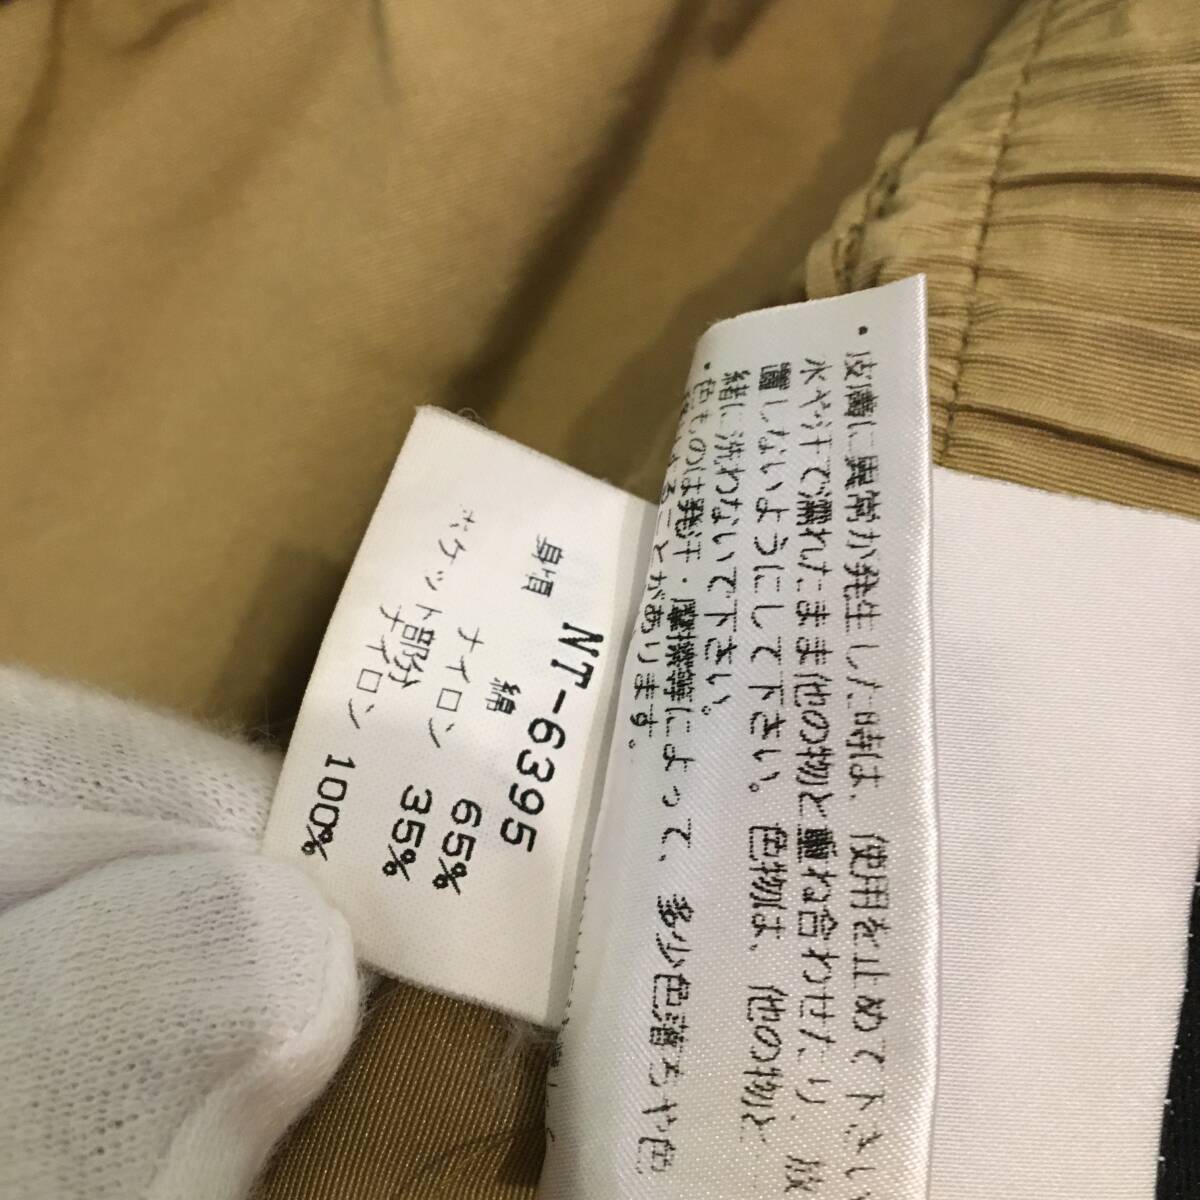 NT-6395
身頃 綿 65%
ナイロン 35%
ポケット部分
ナイロン 100%
・皮膚に異常が発生した時は、使用を止めて下さい
水や汗で濡れたまま他の物と重ね合わせたり、放
置しないようにして下さい。色物は、他の物と
緒に洗わないで下さい。
・色ものは発汗・摩擦等によって、多少色落ちや色
することがあります。